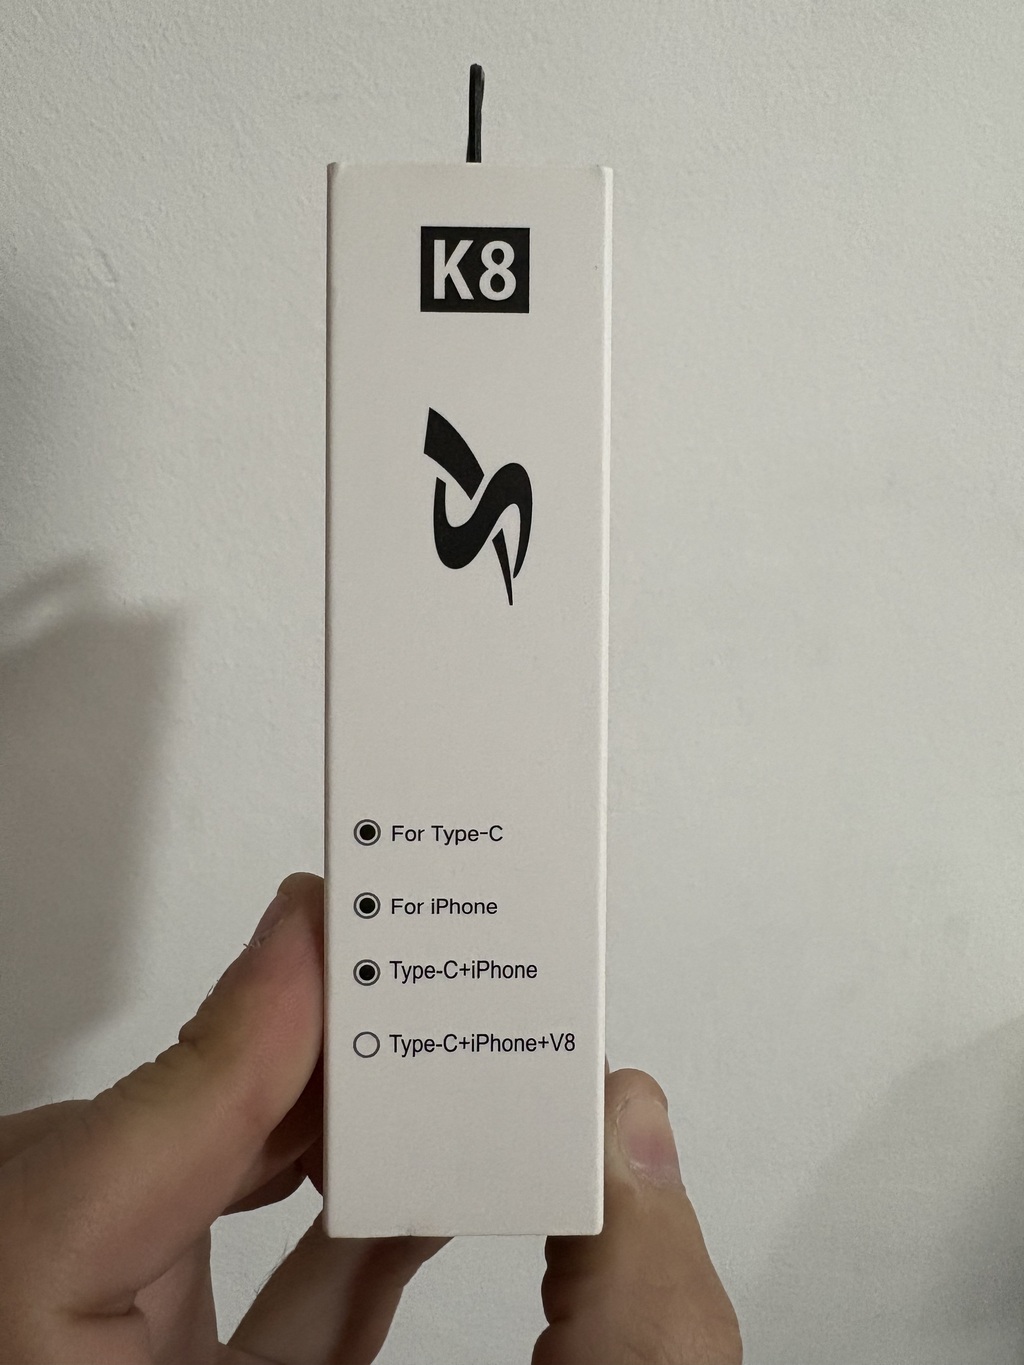 K8
For Type-C
For iPhone
Type-C+iPhone
Type-C+iPhone+V8